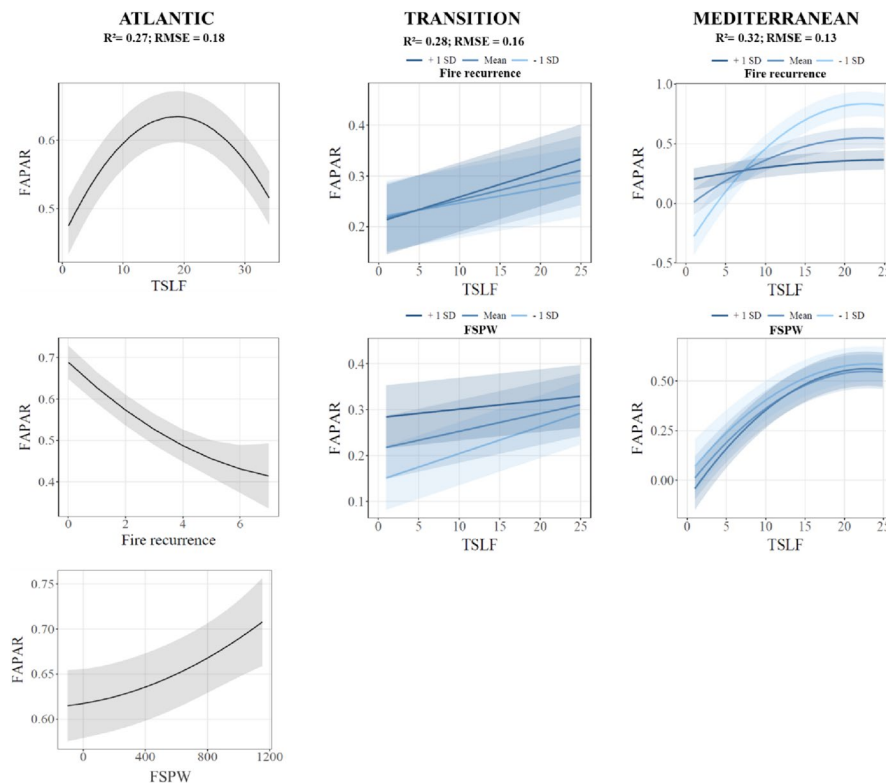 ATLANTIC
R²= 0.27; RMSE = 0.18
FAPAR
0.6
0.5
0
10
20
30
TSLF
FAPAR
0.7
0.6
0.5
0.4
0
2
4
6
Fire recurrence
FAPAR
0.75
0.70
0.65
0.60
0
400
800
1200
FSPW
TRANSITION
R²= 0.28; RMSE = 0.16
+ 1 SD Mean - 1 SD
Fire recurrence
FAPAR
0.4
0.3
0.2
0
5
10
15
20
25
TSLF
+ 1 SD Mean - 1 SD
FSPW
FAPAR
0.4
0.3
0.2
0.1
0
5
10
15
20
25
TSLF
MEDITERRANEAN
R²= 0.32; RMSE = 0.13
+ 1 SD Mean - 1 SD
Fire recurrence
FAPAR
1.0
0.5
0.0
-0.5
0
5
10
15
20
25
TSLF
+ 1 SD Mean - 1 SD
FSPW
FAPAR
0.50
0.25
0.00
0
5
10
15
20
25
TSLF